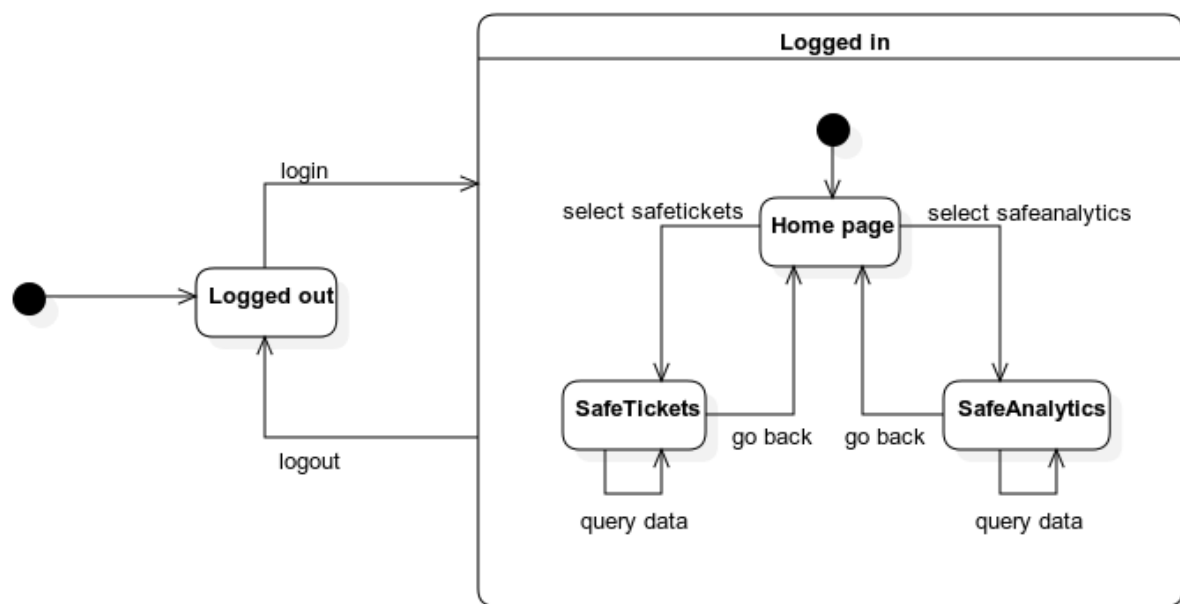 Logged in
login
select safetickets
Home page
select safeanalytics
Logged out
SafeTickets
SafeAnalytics
go back
go back
logout
query data
query data